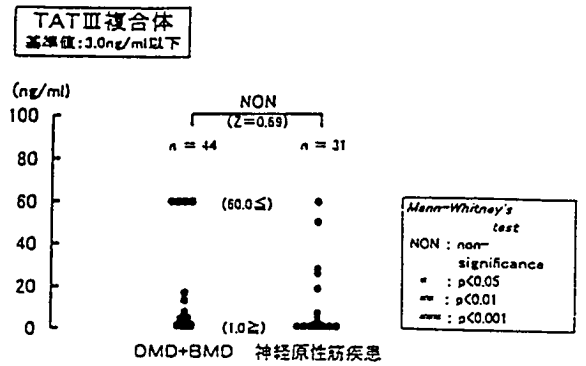 TATⅢ複合体
基準値:3.0ng/ml以下
(ng/ml)
NON
(Z=0.69)
n = 44
n = 31
100
80
60
40
20
0
(60.0≦)
(1.0≧)
DMD+BMD
神経原性筋疾患
Mann-Whitney's
test
NON : non-
significance
* : p<0.05
** : p<0.01
*** : p<0.001